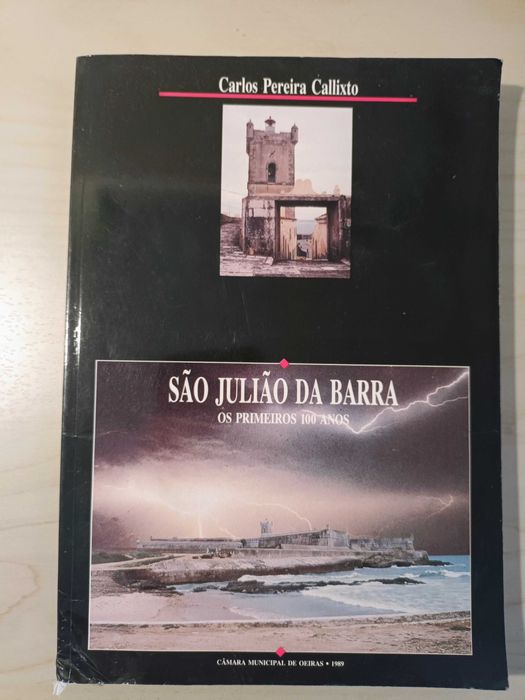 Carlos Pereira Callixto
SÃO JULIÃO DA BARRA
OS PRIMEIROS 100 ANOS
CÂMARA MUNICIPAL DE OEIRAS • 1989